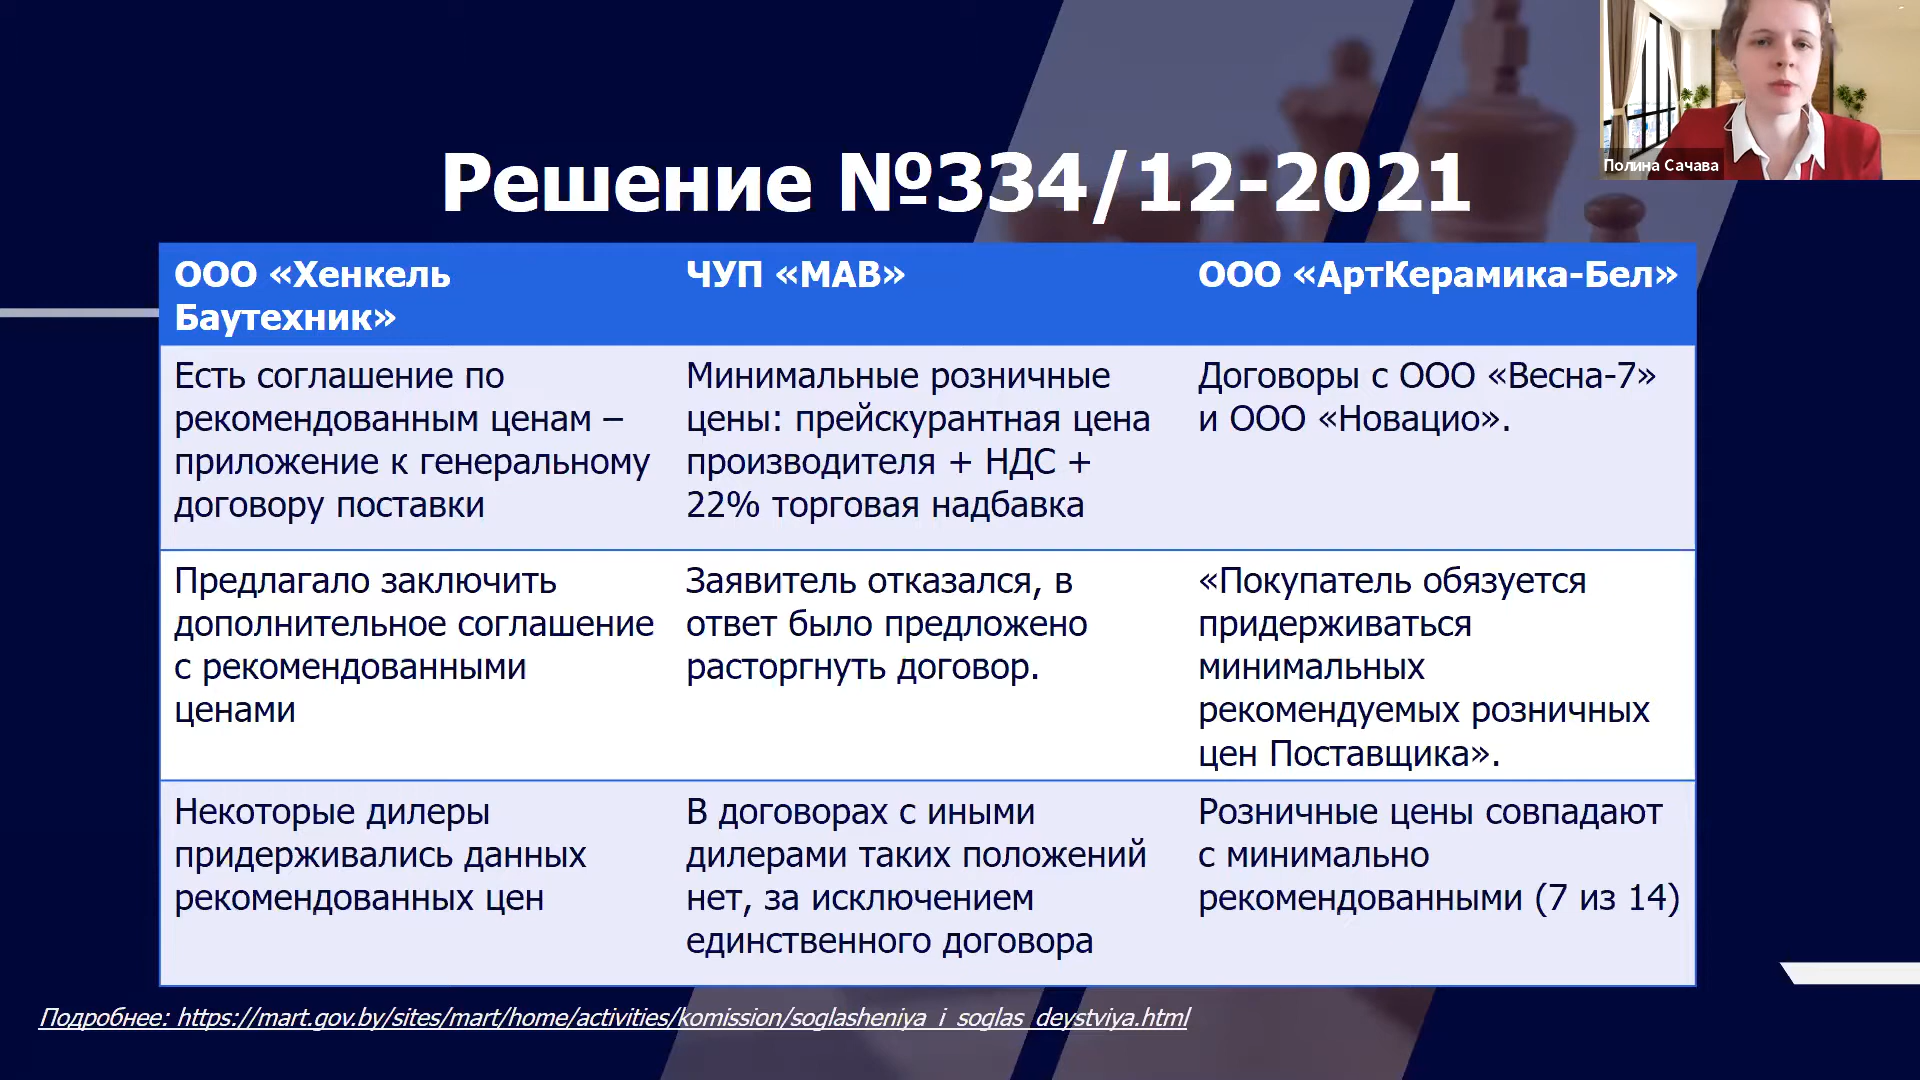 Полина Сачава
Решение №334/12-2021
ООО «Хенкель
Баутехник»
ЧУП «МАВ»
ООО «АртКерамика-Бел»
Есть соглашение по
рекомендованным ценам –
приложение к генеральному
договору поставки
Минимальные розничные
цены: прейскурантная цена
производителя + НДС +
22% торговая надбавка
Договоры с ООО «Весна-7»
и ООО «Новацио».
Предлагало заключить
дополнительное соглашение
с рекомендованными
ценами
Заявитель отказался, в
ответ было предложено
расторгнуть договор.
«Покупатель обязуется
придерживаться
минимальных
рекомендуемых розничных
цен Поставщика».
Некоторые дилеры
придерживались данных
рекомендованных цен
В договорах с иными
дилерами таких положений
нет, за исключением
единственного договора
Розничные цены совпадают
с минимально
рекомендованными (7 из 14)
Подробнее: https://mart.gov.by/sites/mart/home/activities/komission/soglasheniya_i_soglas_deystviya.html